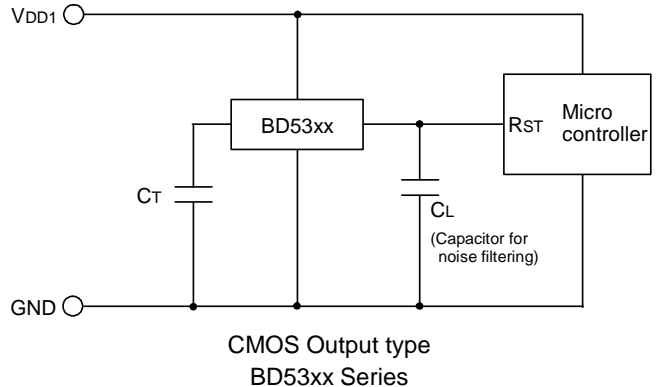 VDD1
BD53xx
RST
Micro
controller
CT
CL
(Capacitor for
noise filtering)
GND
CMOS Output type
BD53xx Series